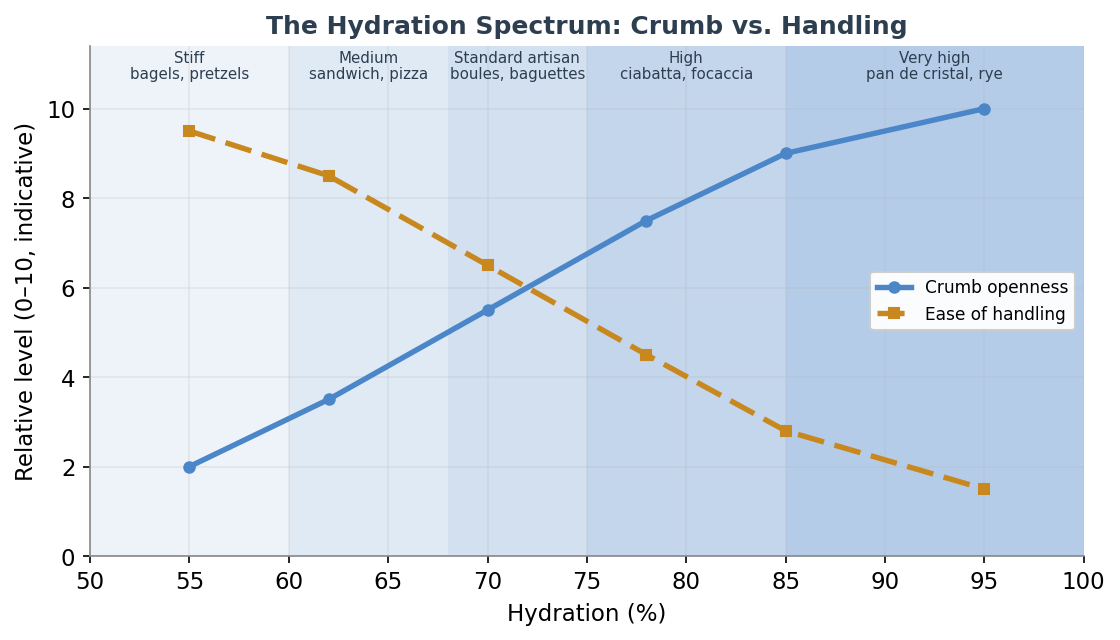 The Hydration Spectrum: Crumb vs. Handling
Stiff
bagels, pretzels
Medium
sandwich, pizza
Standard artisan
boules, baguettes
High
ciabatta, focaccia
Very high
pan de cristal, rye
Relative level (0–10, indicative)
10
8
6
4
2
0
Crumb openness
Ease of handling
50 55 60 65 70 75 80 85 90 95 100
Hydration (%)